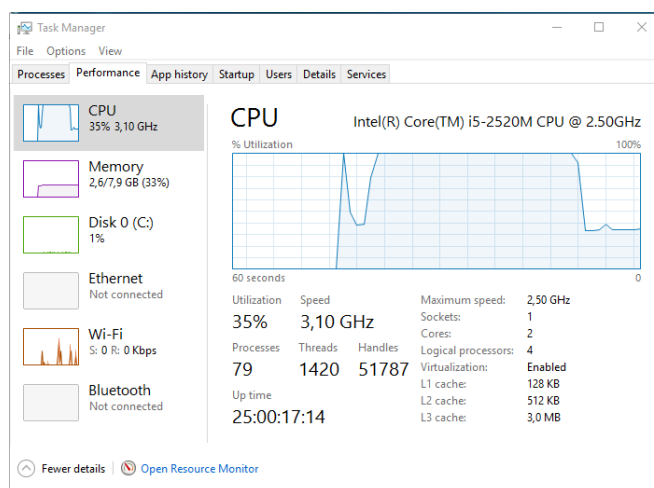 Task Manager
File Options View
Processes Performance App history Startup Users Details Services
CPU
35% 3,10 GHz
Memory
2,6/7,9 GB (33%)
Disk 0 (C:)
1%
Ethernet
Not connected
Wi-Fi
S: 0 R: 0 Kbps
Bluetooth
Not connected
CPU Intel(R) Core(TM) i5-2520M CPU @ 2.50GHz
% Utilization 100%
60 seconds 0
Utilization Speed
35% 3,10 GHz
Processes Threads Handles
79 1420 51787
Up time
25:00:17:14
Maximum speed: 2,50 GHz
Sockets: 1
Cores: 2
Logical processors: 4
Virtualization: Enabled
L1 cache: 128 KB
L2 cache: 512 KB
L3 cache: 3,0 MB
Fewer details Open Resource Monitor